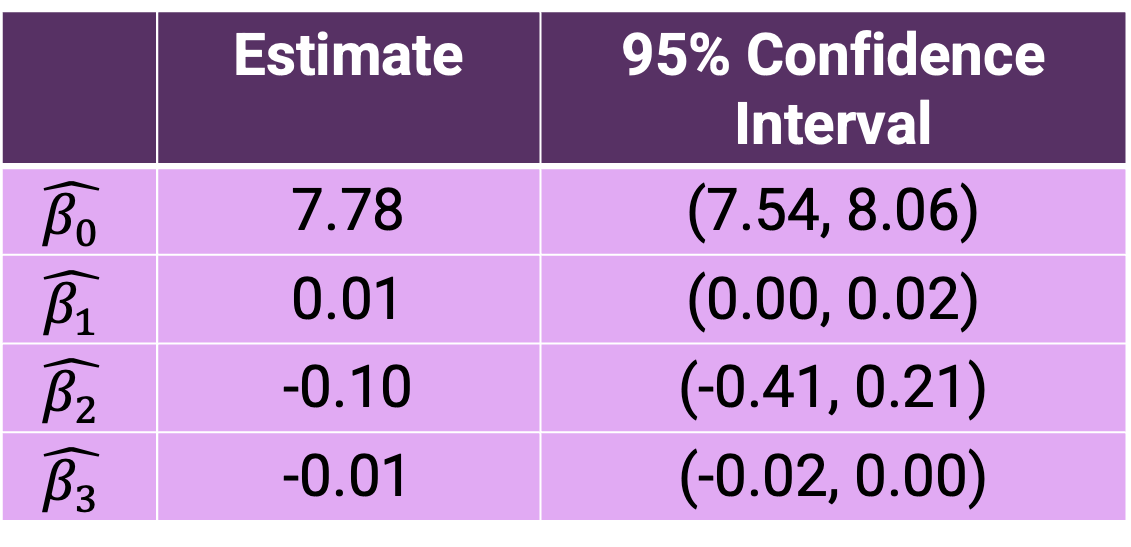 Estimate 95% Confidence
Interval
β̂₀ 7.78 (7.54, 8.06)
β̂₁ 0.01 (0.00, 0.02)
β̂₂ -0.10 (-0.41, 0.21)
β̂₃ -0.01 (-0.02, 0.00)